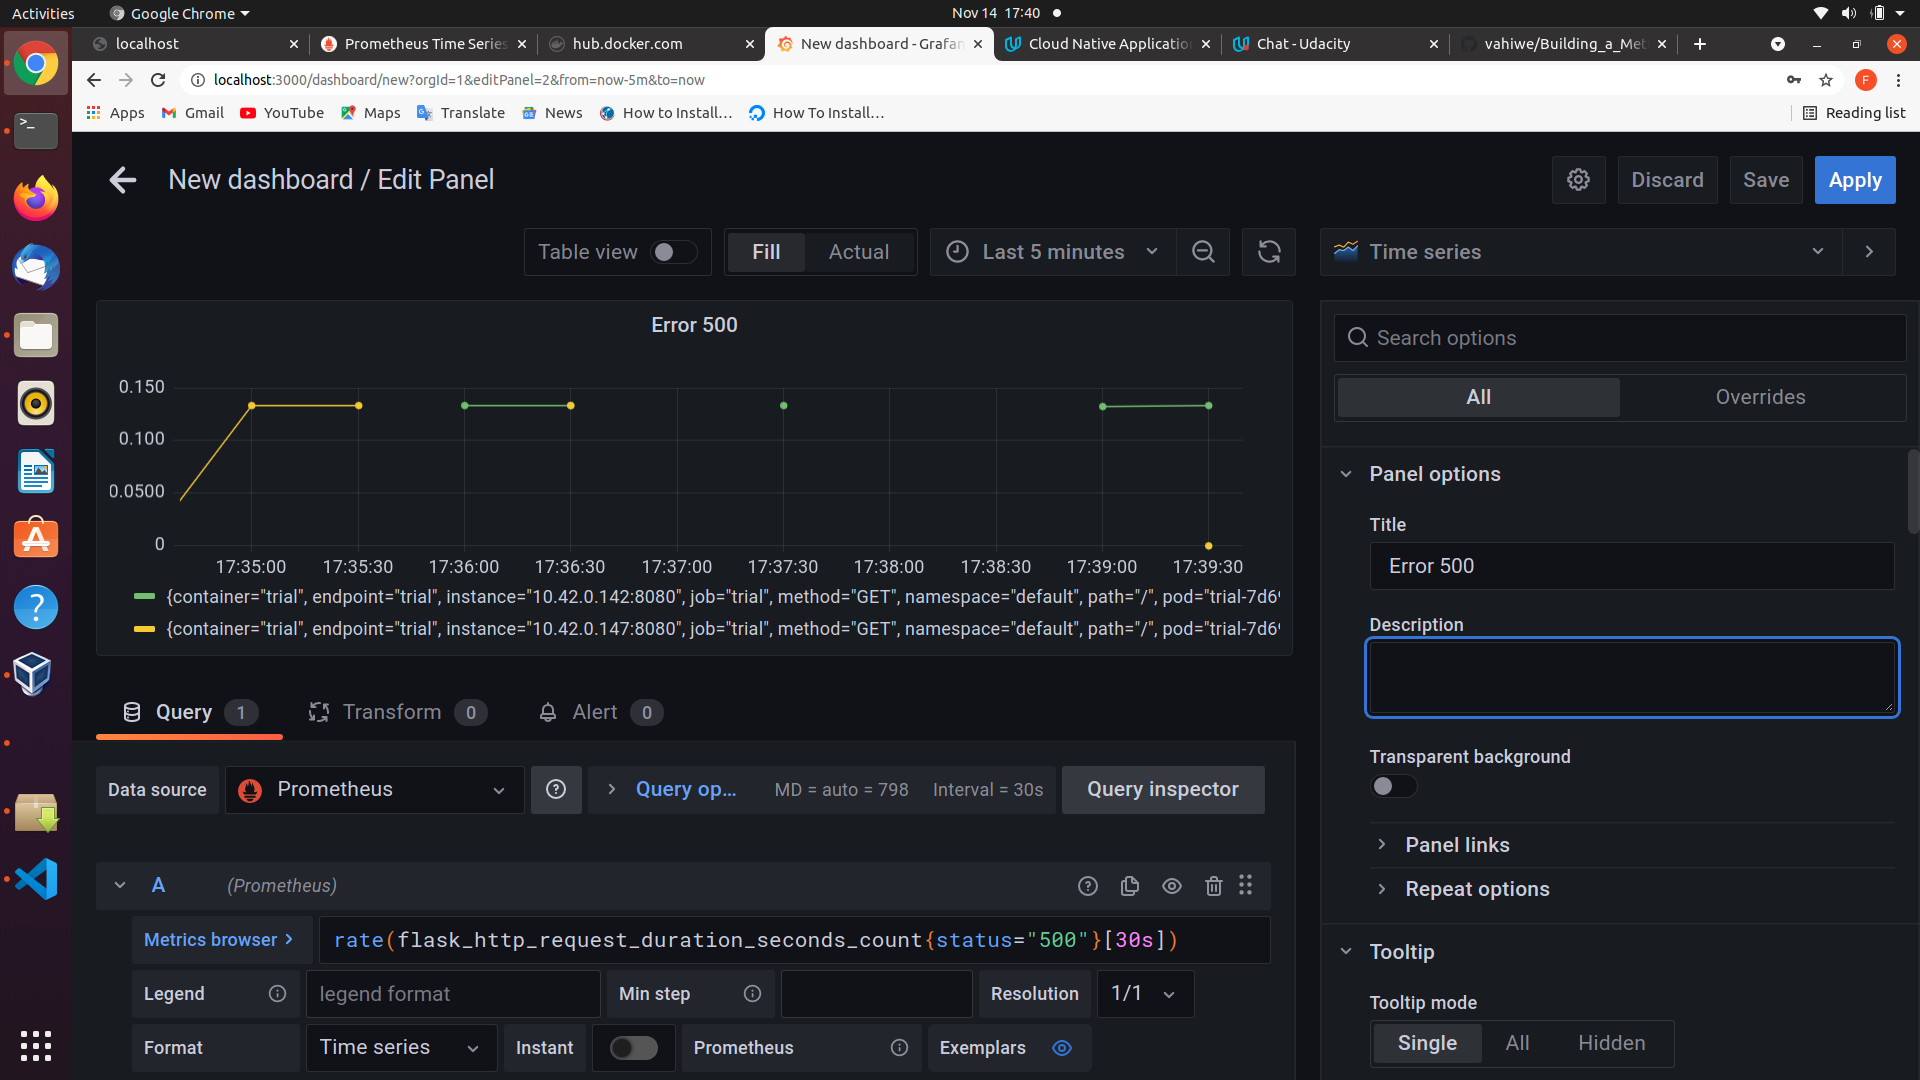 Activities Google Chrome Nov 14 17:40
localhost Prometheus Time Series hub.docker.com New dashboard - Grafan Cloud Native Applicatio Chat - Udacity vahiwe/Building_a_Met
localhost:3000/dashboard/new?orgId=1&editPanel=2&from=now-5m&to=now F
Apps Gmail YouTube Maps Translate News How to Install... How To Install... Reading list
New dashboard / Edit Panel Discard Save Apply
Table view Fill Actual Last 5 minutes Time series
Error 500
Search options
All Overrides
0.150
0.100
0.0500
0
17:35:00 17:35:30 17:36:00 17:36:30 17:37:00 17:37:30 17:38:00 17:38:30 17:39:00 17:39:30
{container="trial", endpoint="trial", instance="10.42.0.142:8080", job="trial", method="GET", namespace="default", path="/", pod="trial-7d69
{container="trial", endpoint="trial", instance="10.42.0.147:8080", job="trial", method="GET", namespace="default", path="/", pod="trial-7d69
Panel options
Title
Error 500
Description
Transparent background
Panel links
Repeat options
Tooltip
Tooltip mode
Single All Hidden
Query 1 Transform 0 Alert 0
Data source Prometheus Query op... MD = auto = 798 Interval = 30s Query inspector
A (Prometheus)
Metrics browser > rate(flask_http_request_duration_seconds_count{status="500"}[30s])
Legend legend format Min step Resolution 1/1
Format Time series Instant Prometheus Exemplars